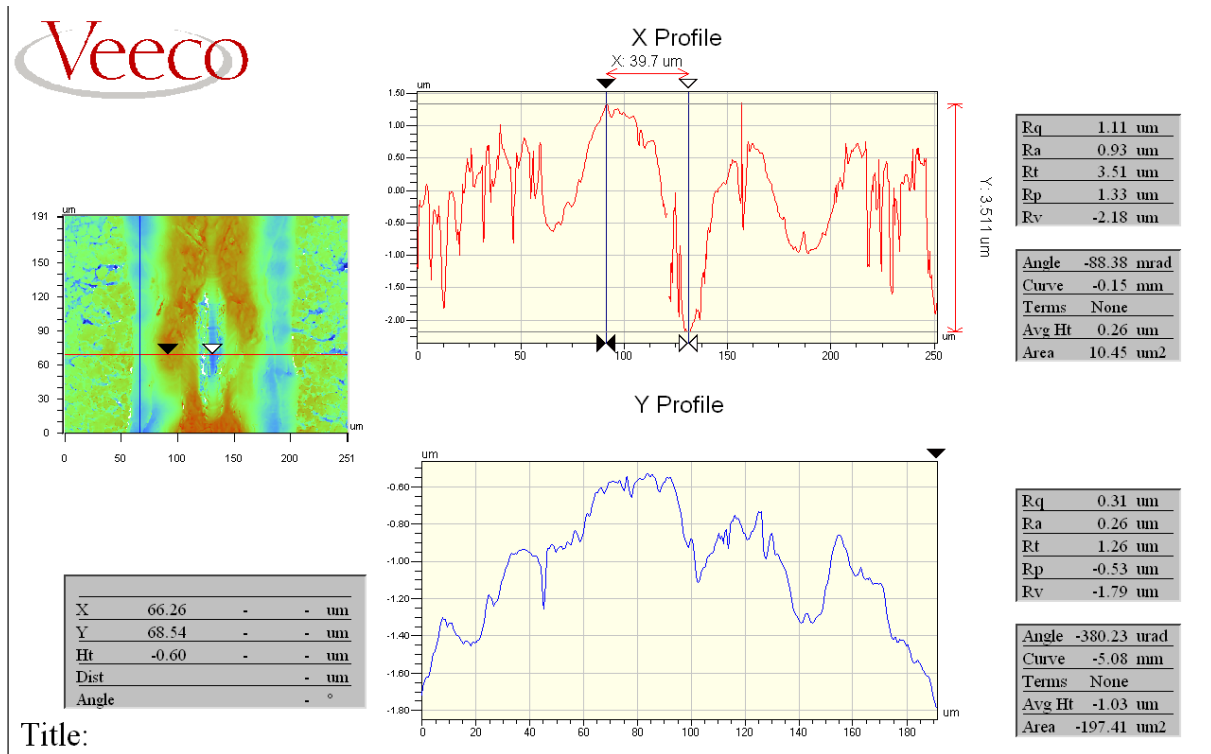 Veeco
X Profile
X: 39.7 um
um
1.50
1.00
0.50
0.00
-0.50
-1.00
-1.50
-2.00
0 50 100 150 200 250
um
Y: 3.511 um
Rq 1.11 um
Ra 0.93 um
Rt 3.51 um
Rp 1.33 um
Rv -2.18 um
Angle -88.38 mrad
Curve -0.15 mm
Terms None
Avg Ht 0.26 um
Area 10.45 um2
um
191
150
120
90
60
30
0
um
0 50 100 150 200 251
Y Profile
um
-0.60
-0.80
-1.00
-1.20
-1.40
-1.60
-1.80
um
0 20 40 60 80 100 120 140 160 180
Rq 0.31 um
Ra 0.26 um
Rt 1.26 um
Rp -0.53 um
Rv -1.79 um
Angle -380.23 urad
Curve -5.08 mm
Terms None
Avg Ht -1.03 um
Area -197.41 um2
X 66.26 - - um
Y 68.54 - - um
Ht -0.60 - - um
Dist - um
Angle - °
Title: